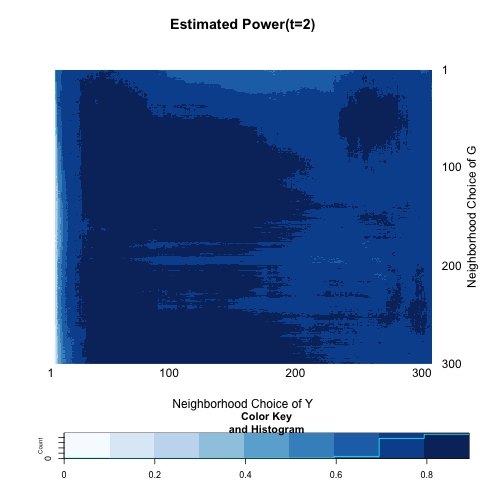 Estimated Power(t=2)
1
100
200
300
Neighborhood Choice of G
1 100 200 300
Neighborhood Choice of Y
Color Key
and Histogram
Count
0
0 0.2 0.4 0.6 0.8